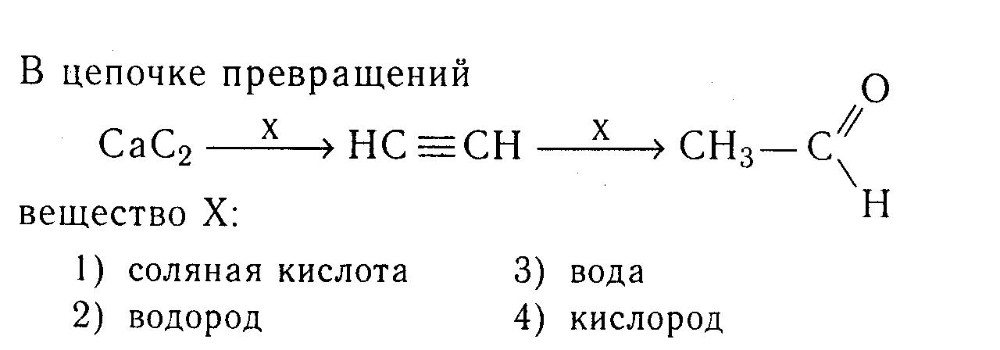 В цепочке превращений
CaC₂ —X→ HC≡CH —X→ CH₃—C(=O)—H
вещество X:
1) соляная кислота 3) вода
2) водород 4) кислород